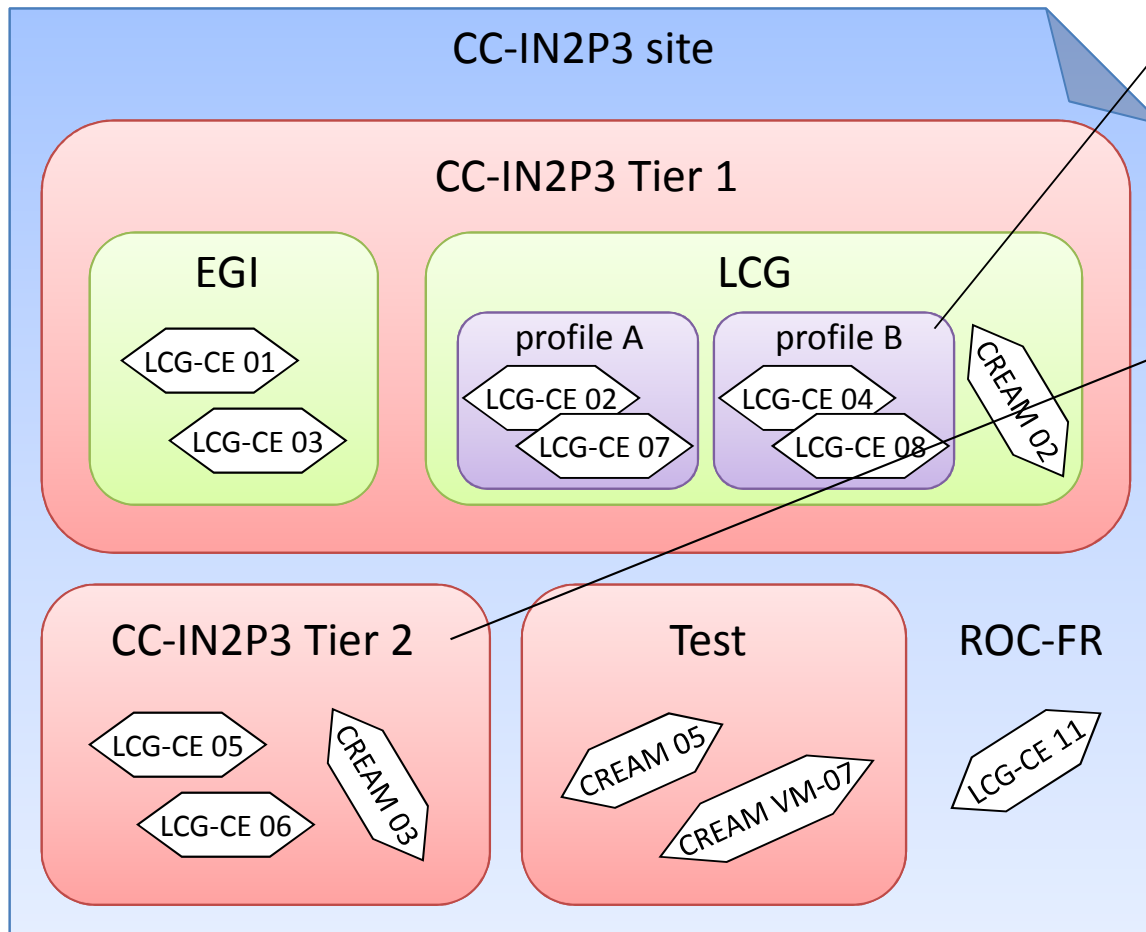 CC-IN2P3 site
CC-IN2P3 Tier 1
EGI
LCG-CE 01
LCG-CE 03
LCG
profile A
LCG-CE 02
LCG-CE 07
profile B
LCG-CE 04
LCG-CE 08
CREAM 02
CC-IN2P3 Tier 2
LCG-CE 05
LCG-CE 06
CREAM 03
Test
CREAM 05
CREAM VM-07
ROC-FR
LCG-CE 11